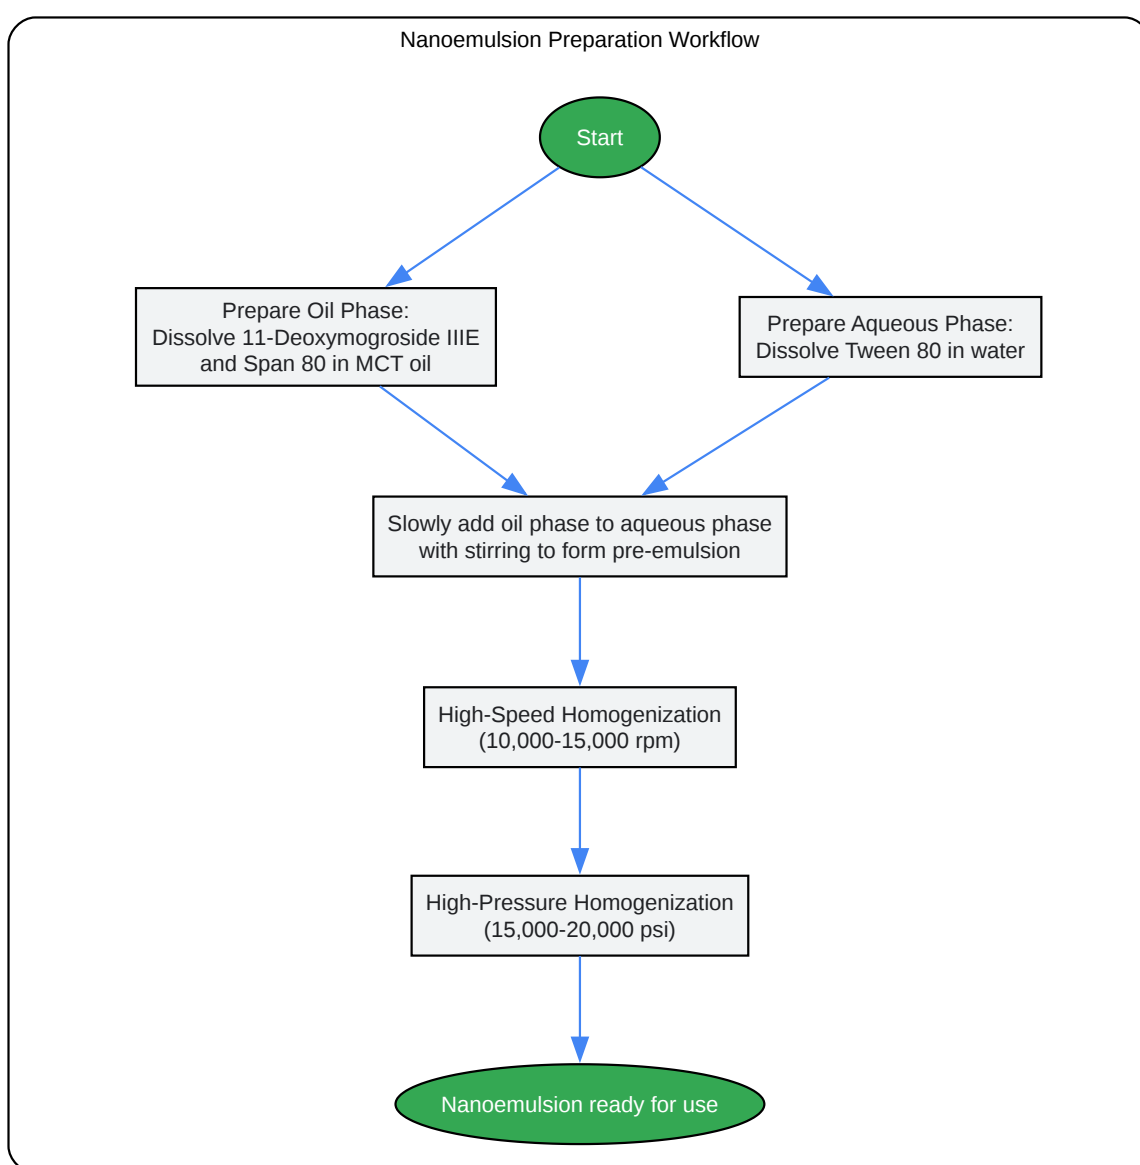 Nanoemulsion Preparation Workflow
Start
Prepare Oil Phase:
Dissolve 11-Deoxymogroside IIIE
and Span 80 in MCT oil
Prepare Aqueous Phase:
Dissolve Tween 80 in water
Slowly add oil phase to aqueous phase
with stirring to form pre-emulsion
High-Speed Homogenization
(10,000-15,000 rpm)
High-Pressure Homogenization
(15,000-20,000 psi)
Nanoemulsion ready for use